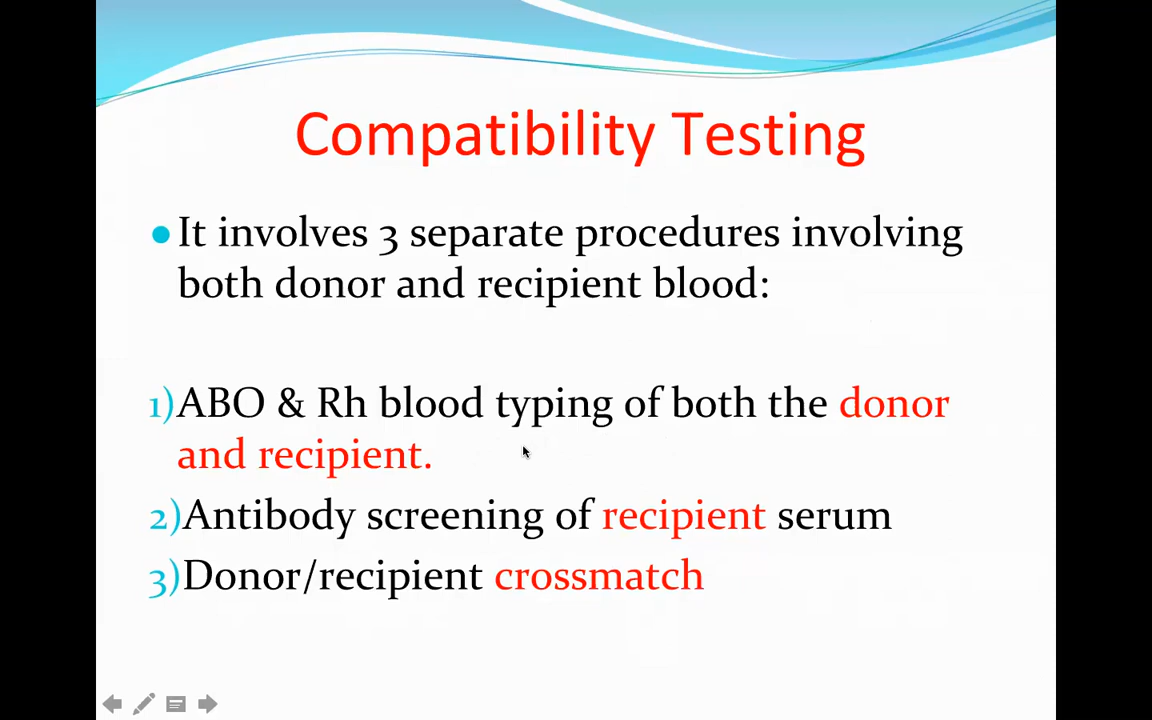 Compatibility Testing
• It involves 3 separate procedures involving
both donor and recipient blood:
1) ABO & Rh blood typing of both the donor
and recipient.
2) Antibody screening of recipient serum
3) Donor/recipient crossmatch